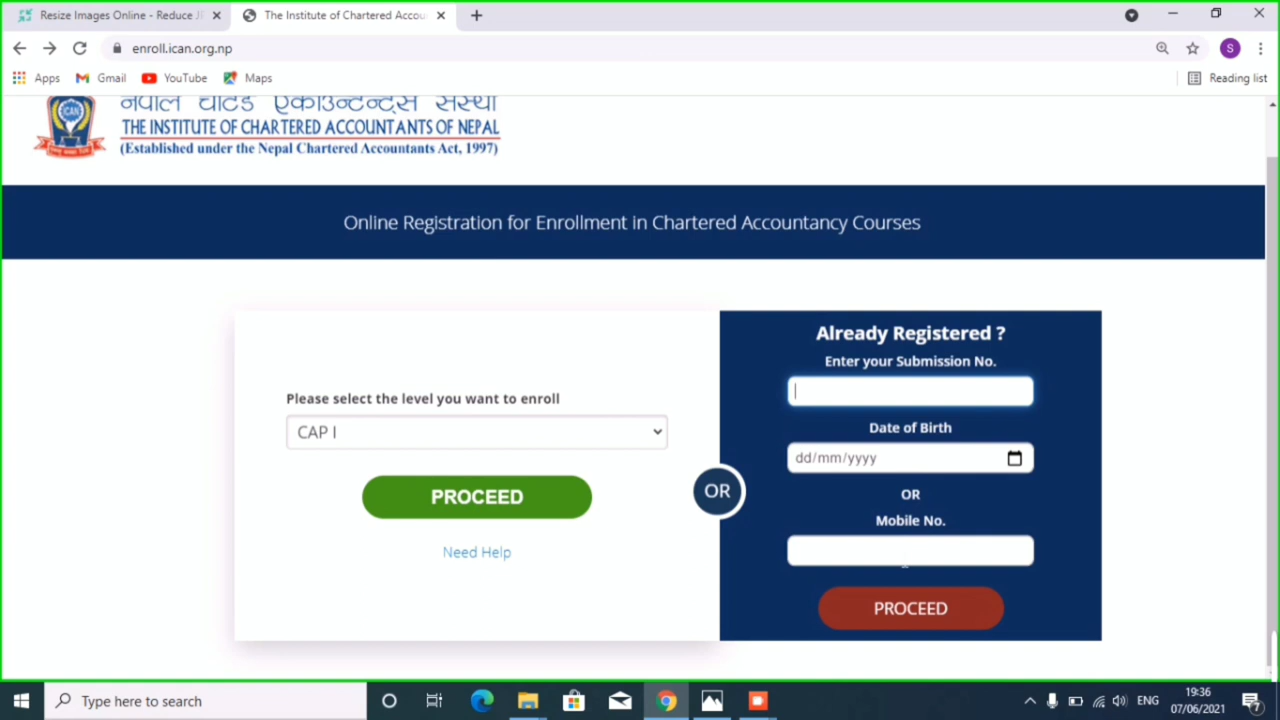 Resize Images Online - Reduce JP
The Institute of Chartered Accou
enroll.ican.org.np
S
Apps
Gmail
YouTube
Maps
Reading list
नेपाल चार्टर्ड एकाउन्टेन्ट्स संस्था
ICAN
THE INSTITUTE OF CHARTERED ACCOUNTANTS OF NEPAL
(Established under the Nepal Chartered Accountants Act, 1997)
Online Registration for Enrollment in Chartered Accountancy Courses
Please select the level you want to enroll
CAP I
PROCEED
Need Help
OR
Already Registered ?
Enter your Submission No.
Date of Birth
dd/mm/yyyy
OR
Mobile No.
PROCEED
Type here to search
ENG
19:36
07/06/2021
7